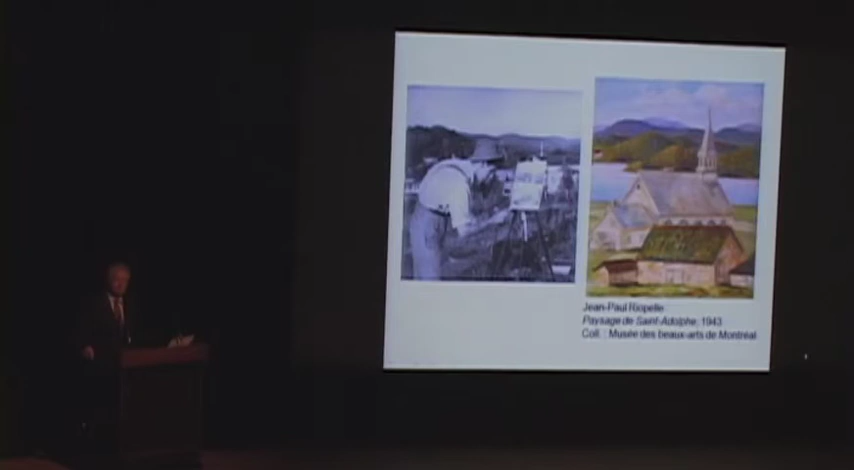 Jean-Paul Riopelle
Paysage de Saint-Adolphe, 1943
Coll. : Musée des beaux-arts de Montréal